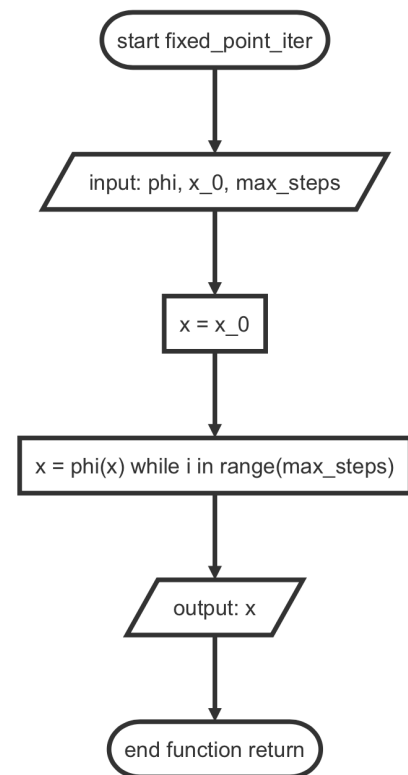 start fixed_point_iter
input: phi, x_0, max_steps
x = x_0
x = phi(x) while i in range(max_steps)
output: x
end function return